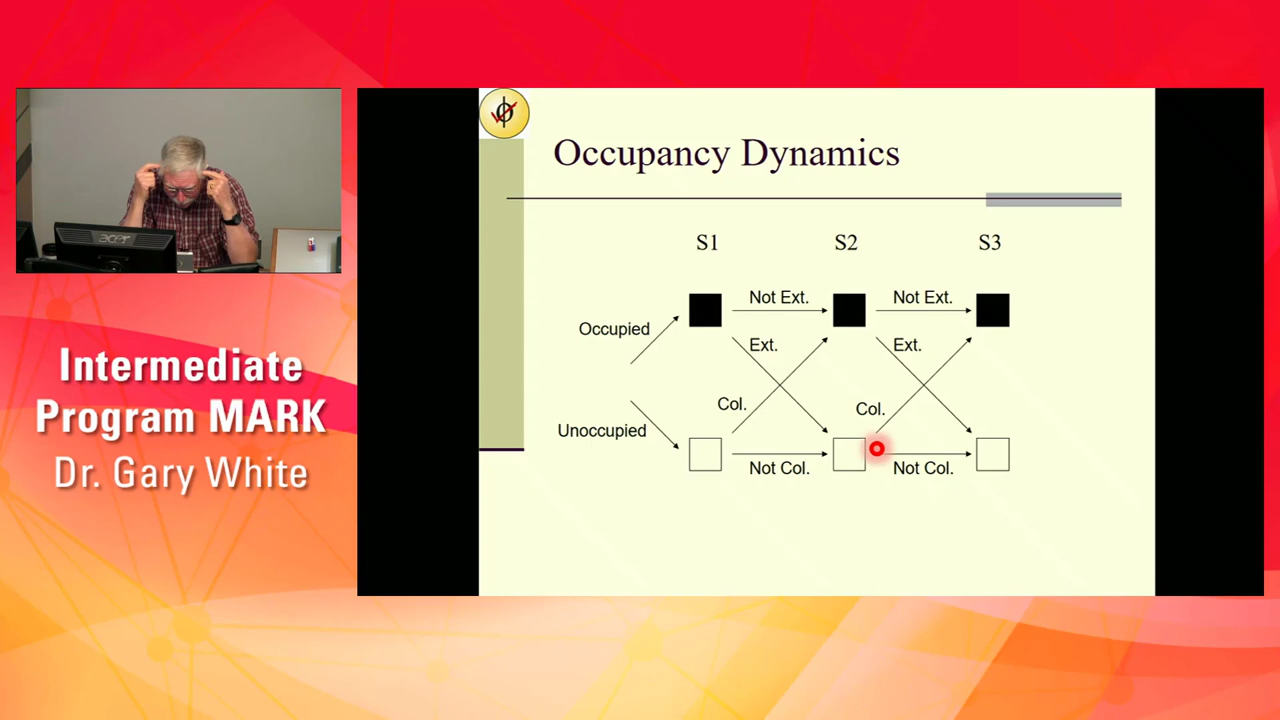 acer
Intermediate
Program MARK
Dr. Gary White
Occupancy Dynamics
S1 S2 S3
Not Ext. Not Ext.
Occupied
Ext. Ext.
Col. Col.
Unoccupied
Not Col. Not Col.